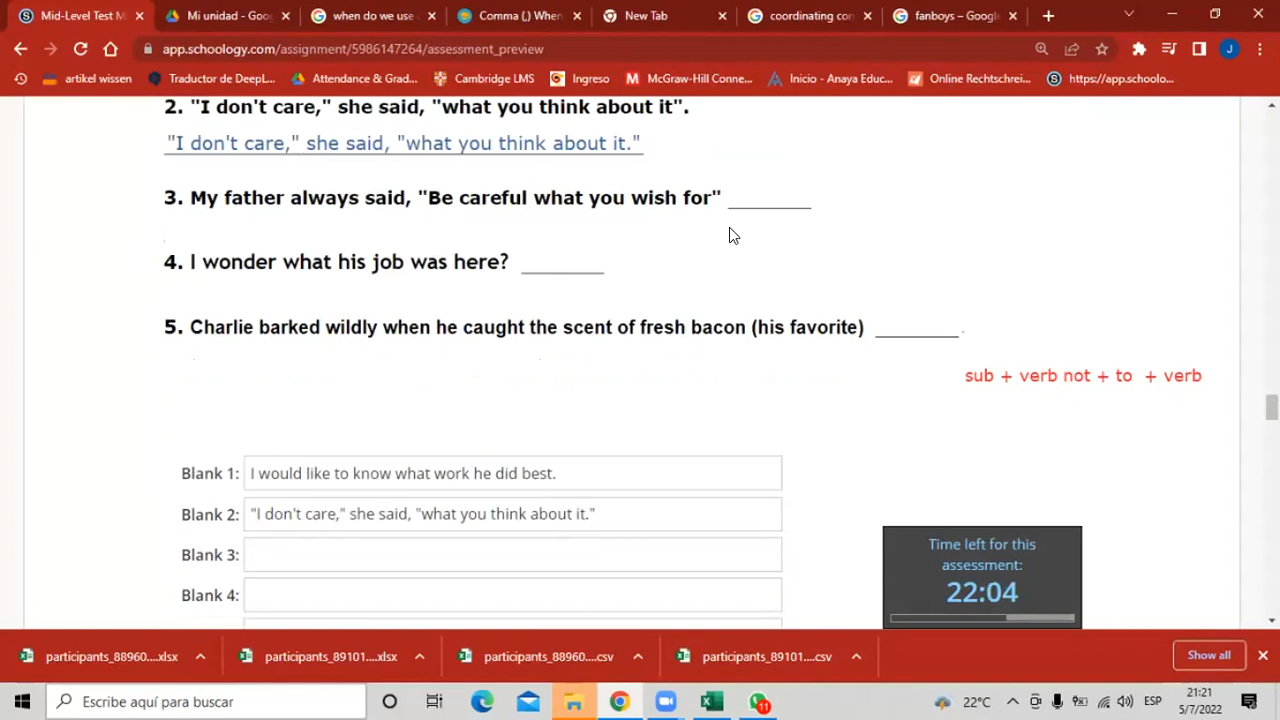 Mid-Level Test M
Mi unidad - Goo
when do we use
Comma (,) When
New Tab
coordinating con
fanboys – Google
app.schoology.com/assignment/5986147264/assessment_preview
J
artikel wissen
Traductor de DeepL...
Attendance & Grad...
Cambridge LMS
Ingreso
McGraw-Hill Conne...
Inicio - Anaya Educ...
Online Rechtschrei...
https://app.schoolo...
2. "I don't care," she said, "what you think about it".
"I don't care," she said, "what you think about it."
3. My father always said, "Be careful what you wish for" ________
4. I wonder what his job was here? ________
5. Charlie barked wildly when he caught the scent of fresh bacon (his favorite) ________.
sub + verb not + to + verb
Blank 1: I would like to know what work he did best.
Blank 2: "I don't care," she said, "what you think about it."
Blank 3:
Blank 4:
Time left for this
assessment:
22:04
participants_88960....xlsx
participants_89101....xlsx
participants_88960....csv
participants_89101....csv
Show all
Escribe aquí para buscar
11
22°C
ESP
21:21
5/7/2022